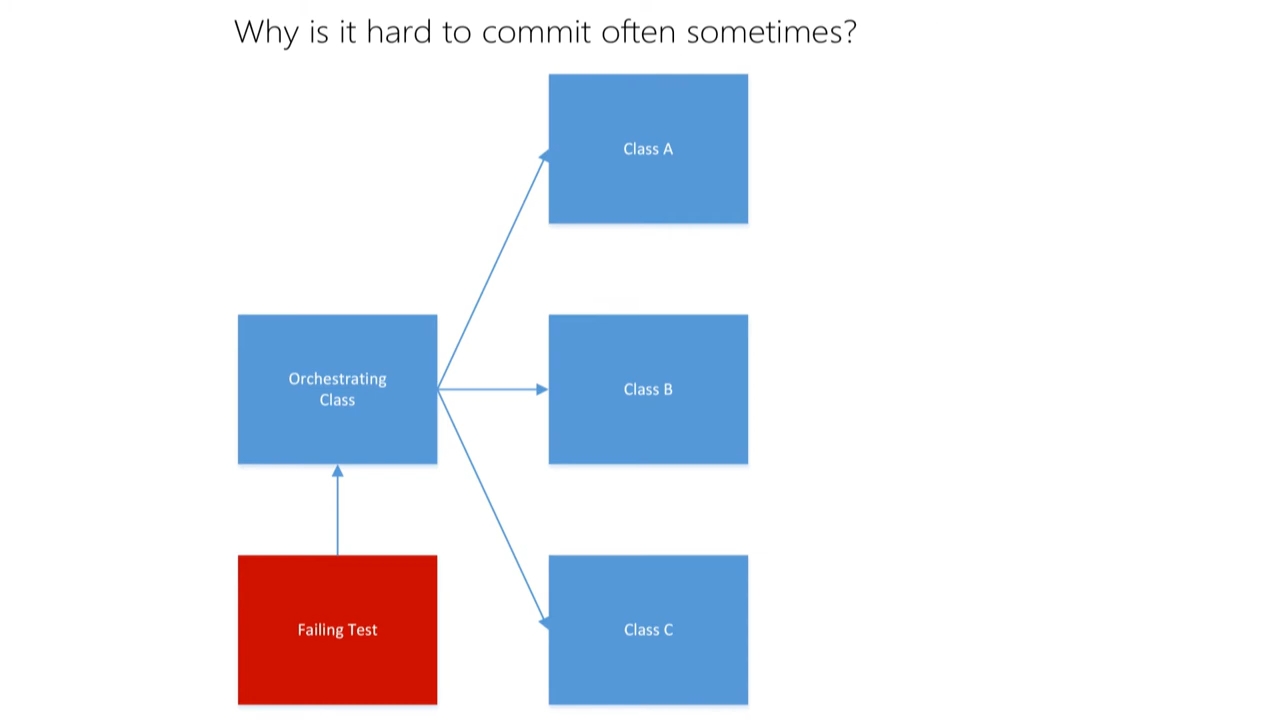 Why is it hard to commit often sometimes?
Class A
Orchestrating
Class
Class B
Failing Test
Class C